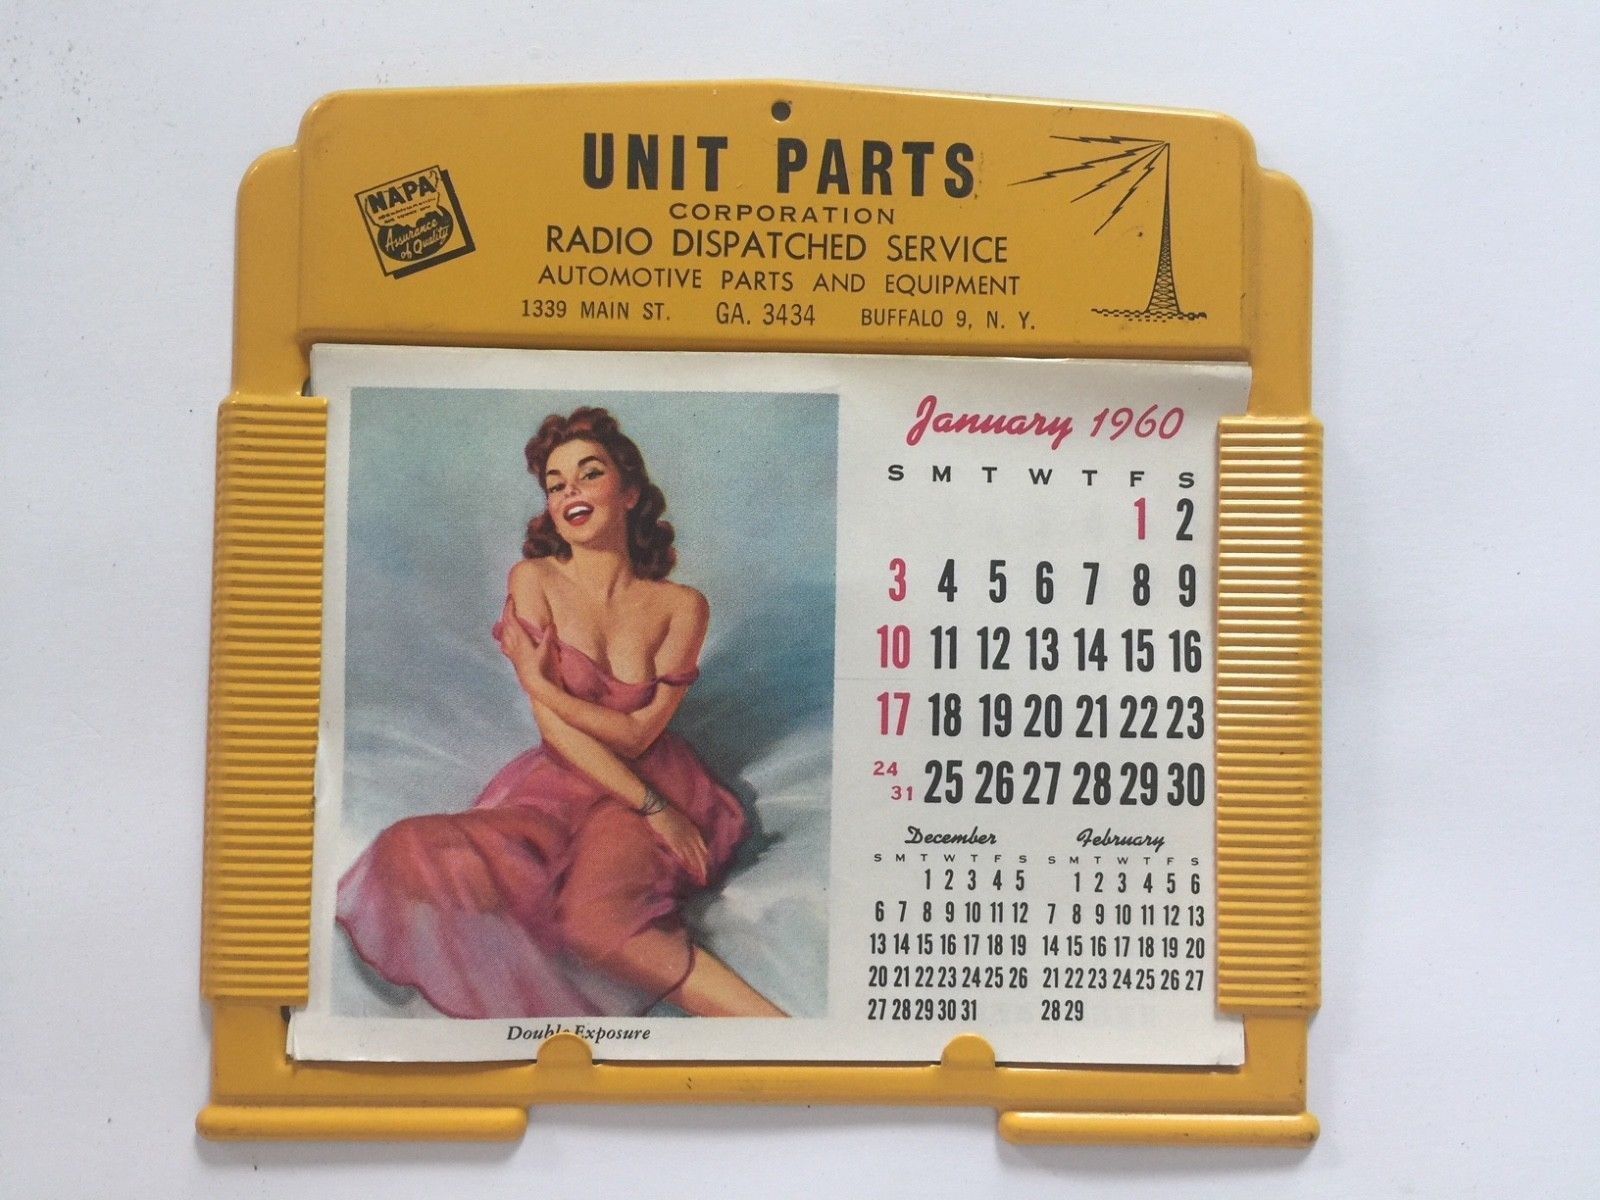 UNIT PARTS
CORPORATION
RADIO DISPATCHED SERVICE
AUTOMOTIVE PARTS AND EQUIPMENT
1339 MAIN ST. GA. 3434 BUFFALO 9, N. Y.
NAPA
Assurance
of Quality
January 1960
S M T W T F S
1 2
3 4 5 6 7 8 9
10 11 12 13 14 15 16
17 18 19 20 21 22 23
24
31 25 26 27 28 29 30
December
S M T W T F S
1 2 3 4 5
6 7 8 9 10 11 12
13 14 15 16 17 18 19
20 21 22 23 24 25 26
27 28 29 30 31
February
S M T W T F S
1 2 3 4 5 6
7 8 9 10 11 12 13
14 15 16 17 18 19 20
21 22 23 24 25 26 27
28 29
Double Exposure